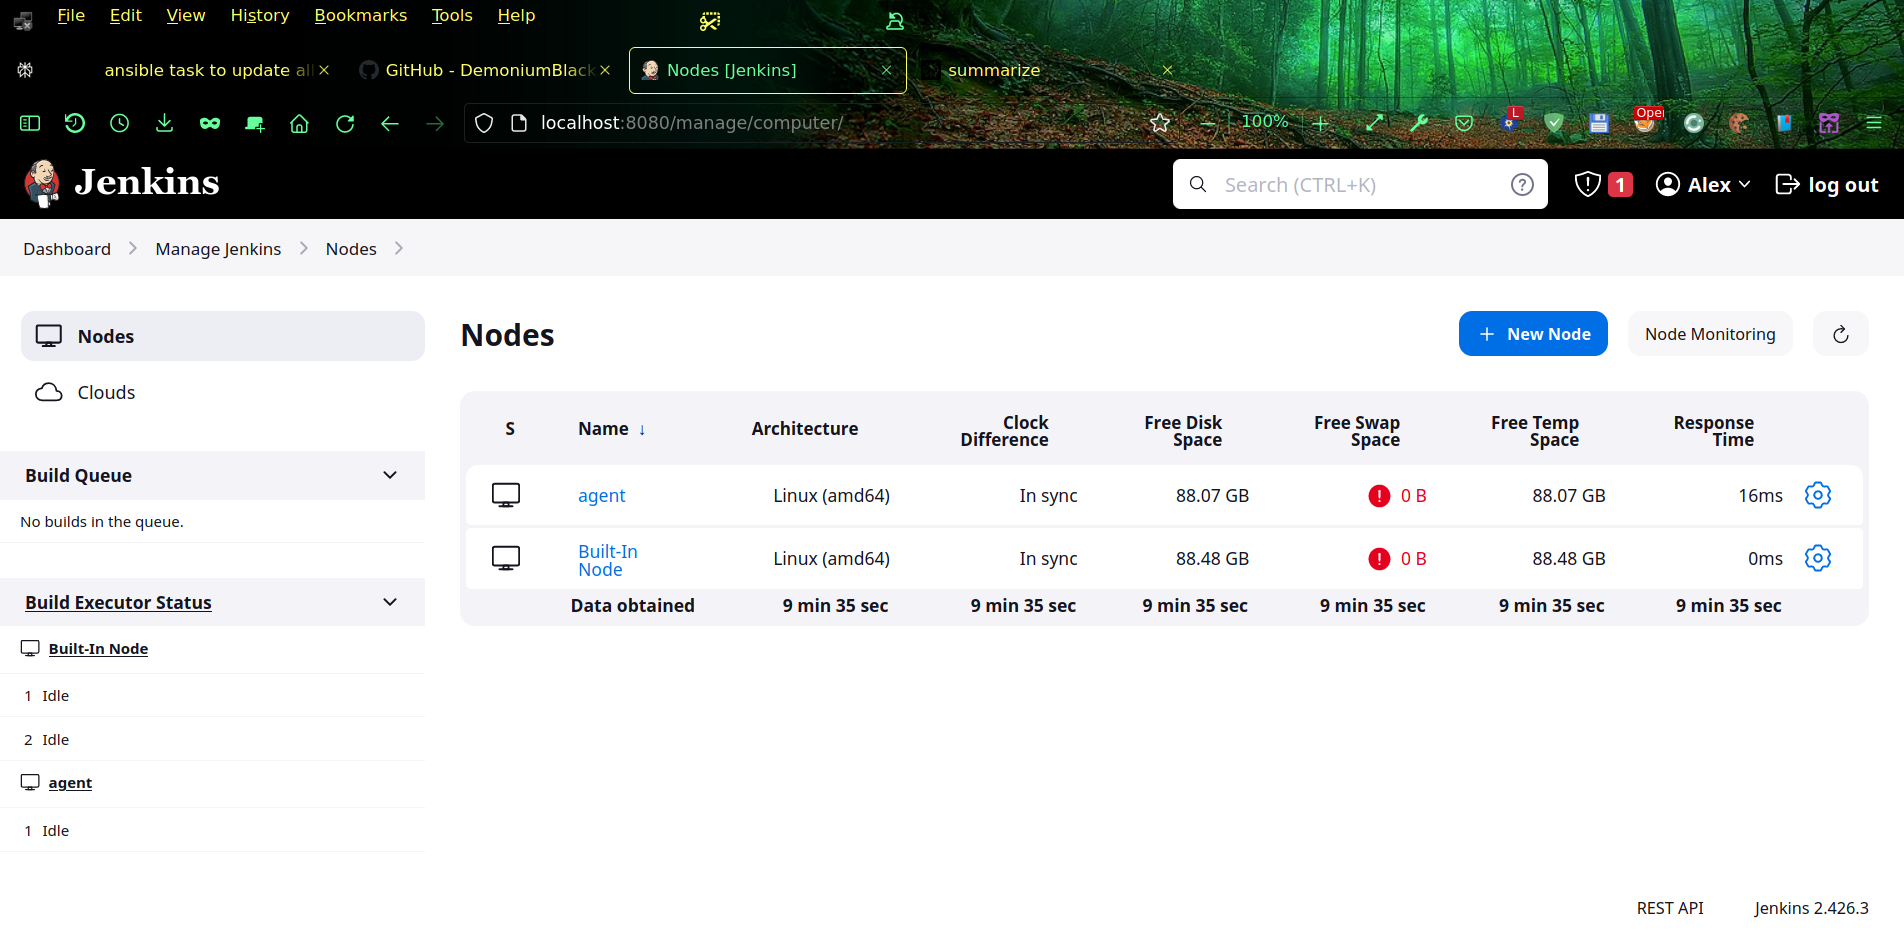 File Edit View History Bookmarks Tools Help
ansible task to update all
GitHub - DemoniumBlack
Nodes [Jenkins]
summarize
localhost:8080/manage/computer/
100%
L
Oper
Jenkins
Search (CTRL+K)
1
Alex
log out
Dashboard
Manage Jenkins
Nodes
Nodes
Clouds
Build Queue
No builds in the queue.
Build Executor Status
Built-In Node
1 Idle
2 Idle
agent
1 Idle
Nodes
New Node
Node Monitoring
S Name ↓ Architecture Clock Difference Free Disk Space Free Swap Space Free Temp Space Response Time
agent Linux (amd64) In sync 88.07 GB 0 B 88.07 GB 16ms
Built-In Node Linux (amd64) In sync 88.48 GB 0 B 88.48 GB 0ms
Data obtained 9 min 35 sec 9 min 35 sec 9 min 35 sec 9 min 35 sec 9 min 35 sec 9 min 35 sec
REST API
Jenkins 2.426.3